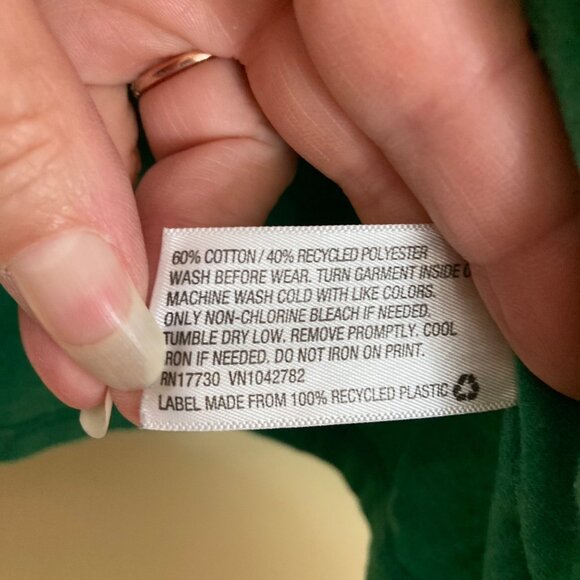 60% COTTON / 40% RECYCLED POLYESTER
WASH BEFORE WEAR. TURN GARMENT INSIDE
MACHINE WASH COLD WITH LIKE COLORS.
ONLY NON-CHLORINE BLEACH IF NEEDED.
TUMBLE DRY LOW. REMOVE PROMPTLY. COOL
RON IF NEEDED. DO NOT IRON ON PRINT.
RN17730 VN1042782
LABEL MADE FROM 100% RECYCLED PLASTIC